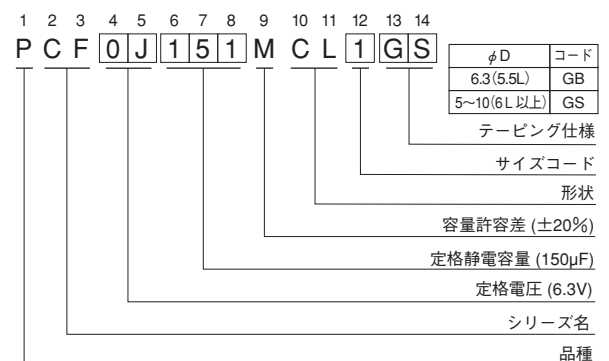 1 2 3 4 5 6 7 8 9 10 11 12 13 14
P C F 0 J 1 5 1 M C L 1 G S
φD コード
6.3(5.5L) GB
5～10(6L以上) GS
テーピング仕様
サイズコード
形状
容量許容差 (±20%)
定格静電容量 (150μF)
定格電圧 (6.3V)
シリーズ名
品種